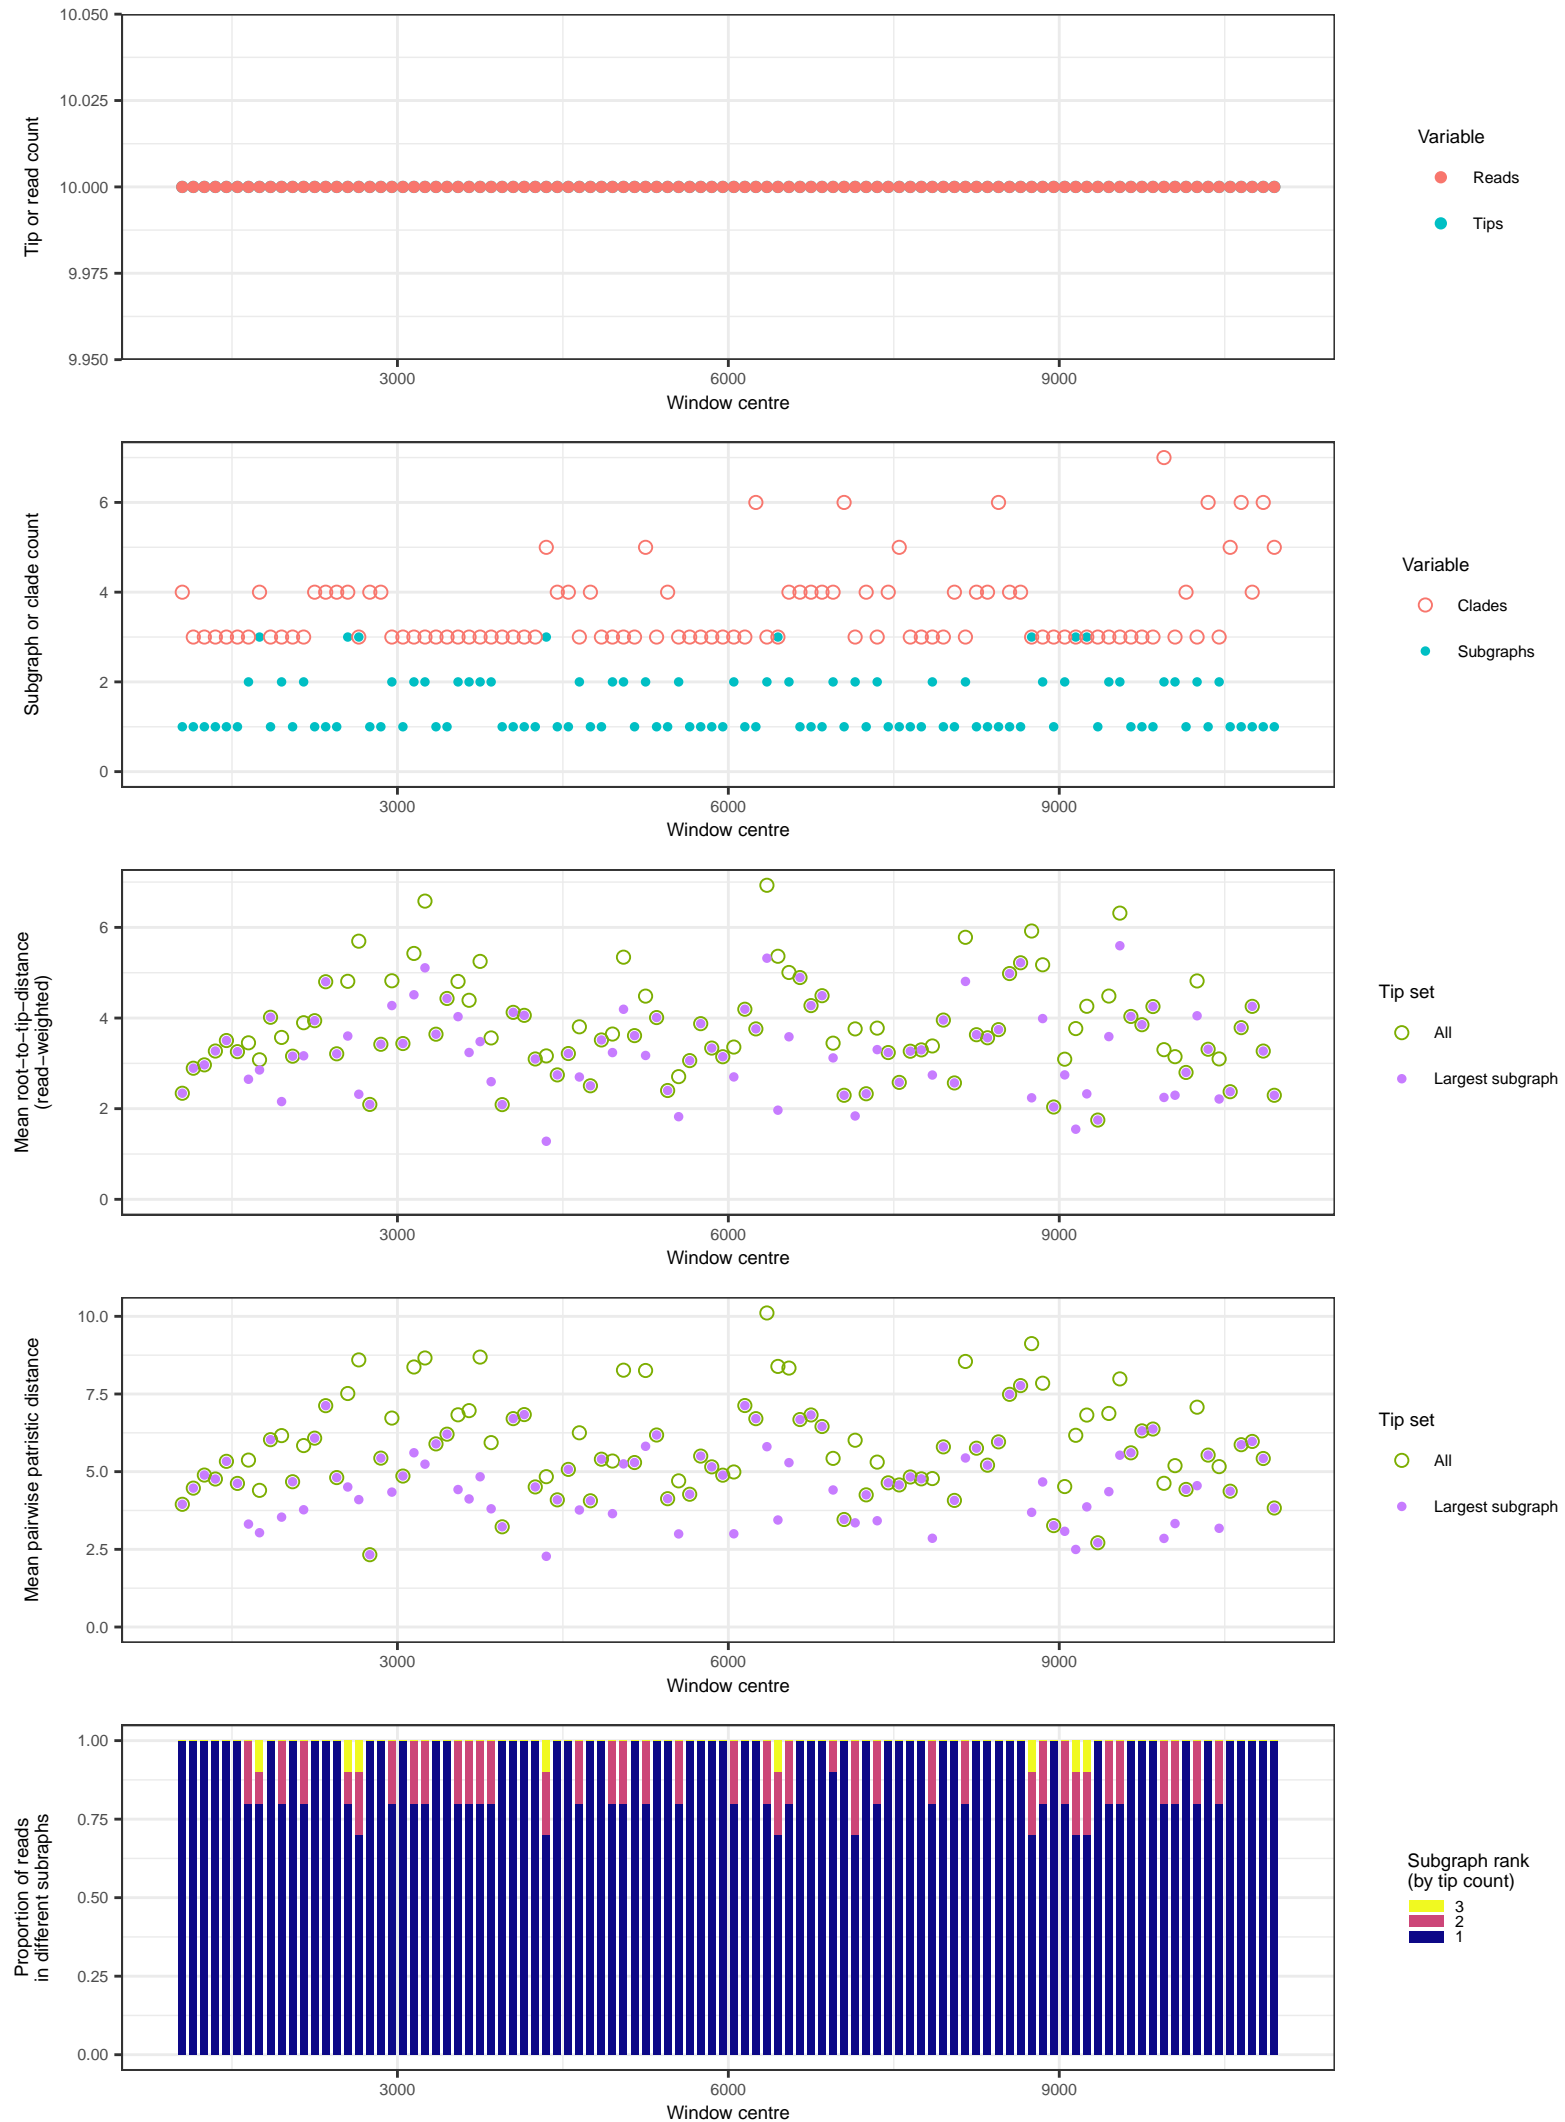 10.050
10.025
10.000
9.975
9.950
Tip or read count
3000 6000 9000
Window centre
Variable
Reads
Tips
6
4
2
0
Subgraph or clade count
3000 6000 9000
Window centre
Variable
Clades
Subgraphs
6
4
2
0
Mean root−to−tip−distance
(read−weighted)
3000 6000 9000
Window centre
Tip set
All
Largest subgraph
10.0
7.5
5.0
2.5
0.0
Mean pairwise patristic distance
3000 6000 9000
Window centre
Tip set
All
Largest subgraph
1.00
0.75
0.50
0.25
0.00
Proportion of reads
in different subraphs
3000 6000 9000
Window centre
Subgraph rank
(by tip count)
3
2
1